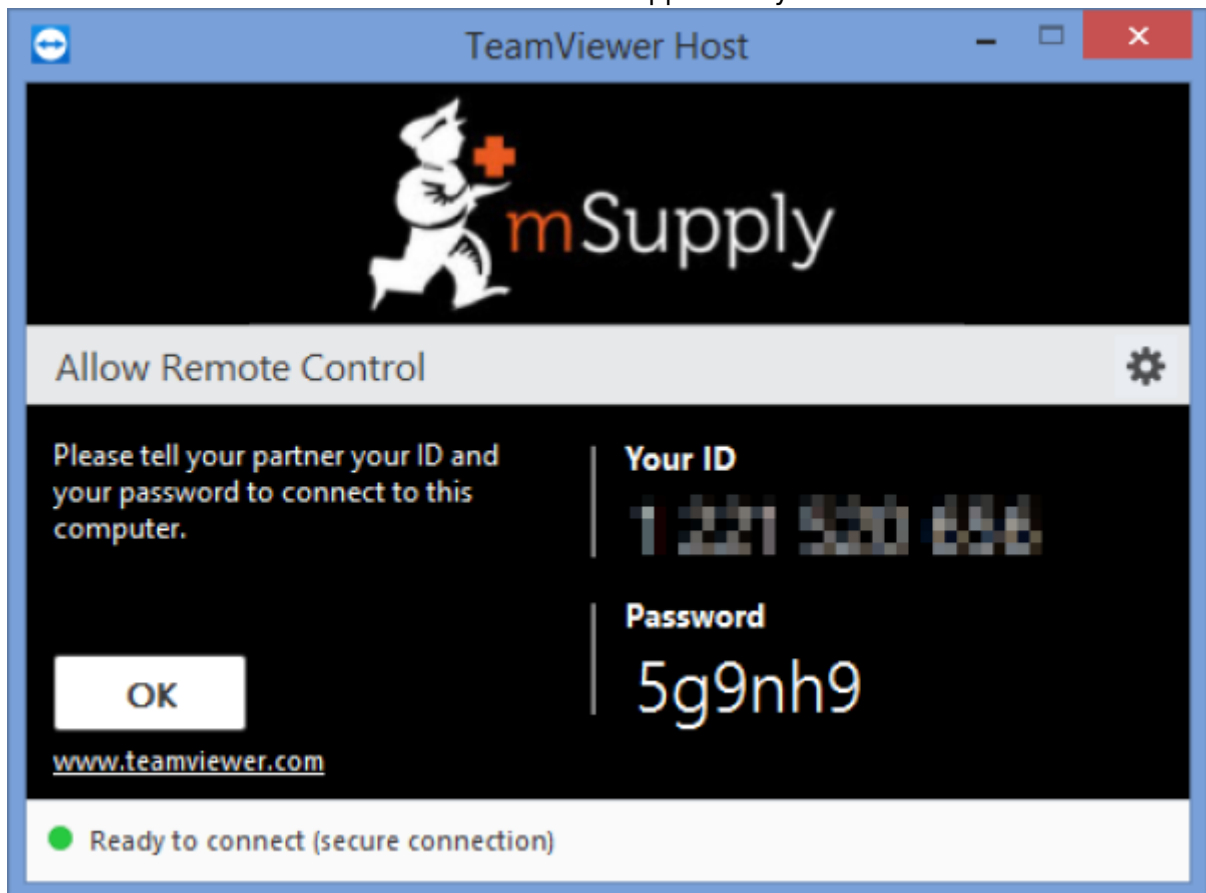 TeamViewer Host
mSupply
Allow Remote Control
Please tell your partner your ID and
your password to connect to this
computer.
Your ID
Password
5g9nh9
OK
www.teamviewer.com
Ready to connect (secure connection)